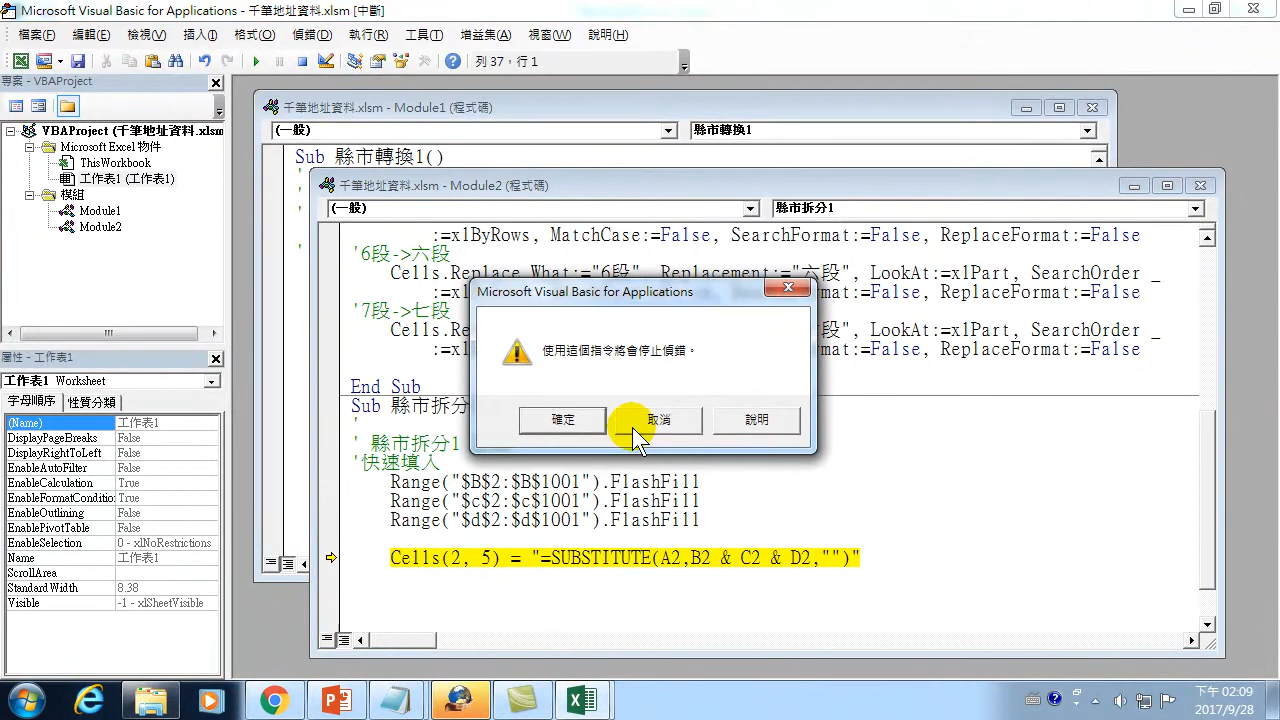 Microsoft Visual Basic for Applications - 千筆地址資料.xlsm [中斷]
檔案(F) 編輯(E) 檢視(V) 插入(I) 格式(O) 偵錯(D) 執行(R) 工具(T) 增益集(A) 視窗(W) 說明(H)
列 37，行 1
專案 - VBAProject
VBAProject (千筆地址資料.xlsm
Microsoft Excel 物件
ThisWorkbook
工作表1 (工作表1)
模組
Module1
Module2
屬性 - 工作表1
工作表1 Worksheet
字母順序 性質分類
(Name) 工作表1
DisplayPageBreaks False
DisplayRightToLeft False
EnableAutoFilter False
EnableCalculation True
EnableFormatConditio True
EnableOutlining False
EnablePivotTable False
EnableSelection 0 - xlNoRestrictions
Name 工作表1
ScrollArea
StandardWidth 8.38
Visible -1 - xlSheetVisible
千筆地址資料.xlsm - Module1 (程式碼)
(一般) 縣市轉換1
Sub 縣市轉換1()
千筆地址資料.xlsm - Module2 (程式碼)
(一般) 縣市拆分1
:=xlByRows, MatchCase:=False, SearchFormat:=False, ReplaceFormat:=False
'6段->六段
Cells.Replace What:="6段", Replacement:="六段", LookAt:=xlPart, SearchOrder _
:=xl mat:=False, ReplaceFormat:=False
'7段->七段
Cells.Re 段", LookAt:=xlPart, SearchOrder _
:=xl mat:=False, ReplaceFormat:=False
End Sub
Sub 縣市拆分
'
' 縣市拆分1
'快速填入
Range("$B$2:$B$1001").FlashFill
Range("$c$2:$c$1001").FlashFill
Range("$d$2:$d$1001").FlashFill
Cells(2, 5) = "=SUBSTITUTE(A2,B2 & C2 & D2,"")"
Microsoft Visual Basic for Applications
使用這個指令將會停止偵錯。
確定 取消 說明
下午 02:09
2017/9/28